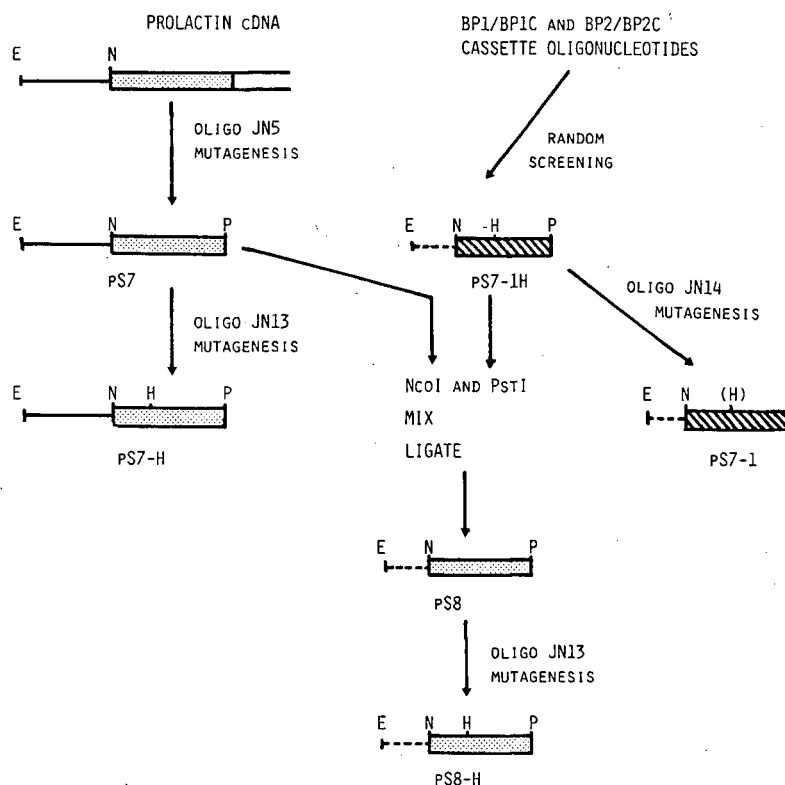 PROLACTIN cDNA
BP1/BP1C AND BP2/BP2C
CASSETTE OLIGONUCLEOTIDES
E N
OLIGO JN5
MUTAGENESIS
RANDOM
SCREENING
E N P
pS7
E N H P
pS7-1H
OLIGO JN13
MUTAGENESIS
OLIGO JN14
MUTAGENESIS
E N H P
pS7-H
NcoI AND PstI
MIX
LIGATE
E N (H)
pS7-1
E N P
pS8
OLIGO JN13
MUTAGENESIS
E N H P
pS8-H